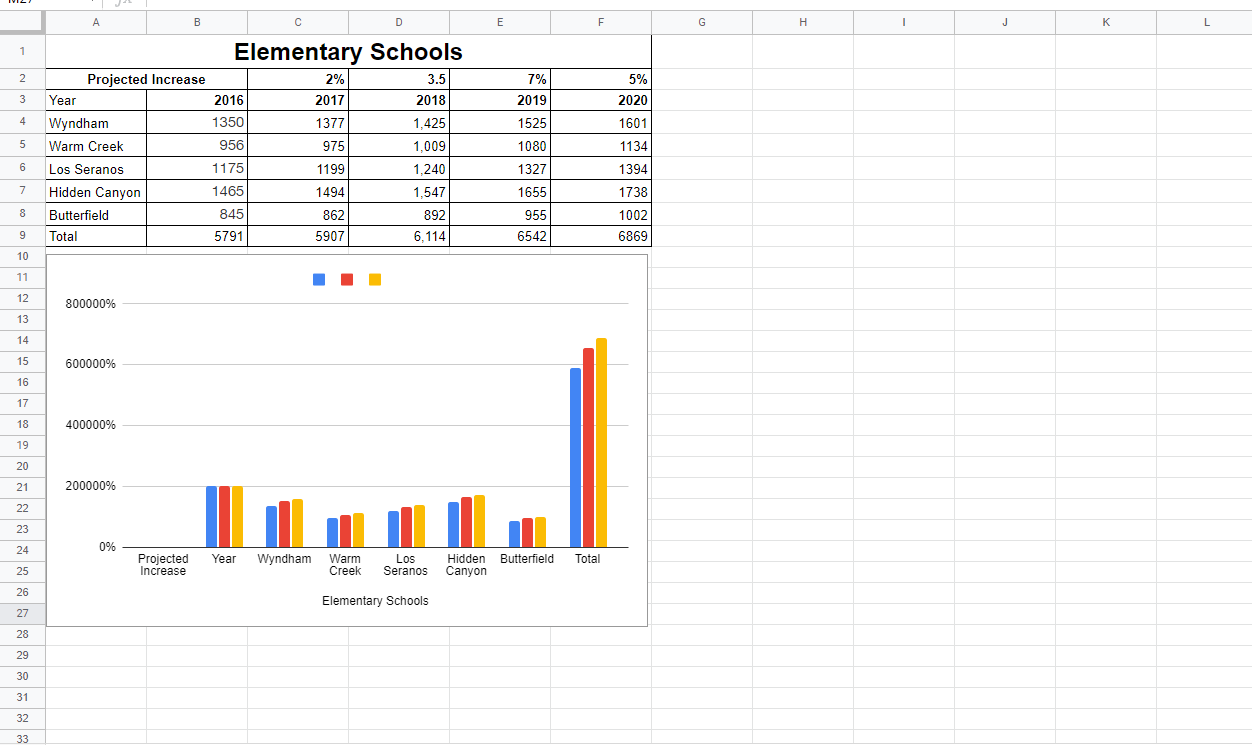 M27 fx
A B C D E F G H I J K L
1 Elementary Schools
2 Projected Increase 2% 3.5 7% 5%
3 Year 2016 2017 2018 2019 2020
4 Wyndham 1350 1377 1,425 1525 1601
5 Warm Creek 956 975 1,009 1080 1134
6 Los Seranos 1175 1199 1,240 1327 1394
7 Hidden Canyon 1465 1494 1,547 1655 1738
8 Butterfield 845 862 892 955 1002
9 Total 5791 5907 6,114 6542 6869
10
11
12
13
14
15
16
17
18
19
20
21
22
23
24
25
26
27
28
29
30
31
32
33
800000%
600000%
400000%
200000%
0%
Projected Increase Year Wyndham Warm Creek Los Seranos Hidden Canyon Butterfield Total
Elementary Schools